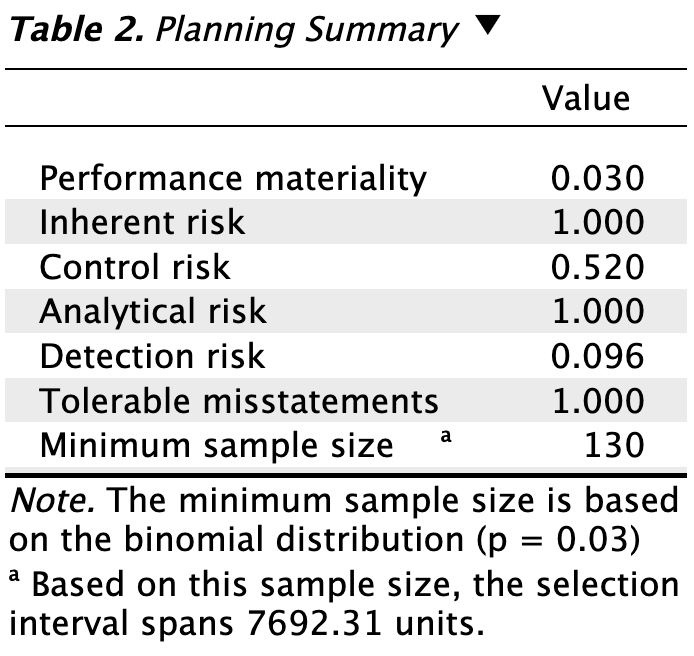 Table 2. Planning Summary ▼
Value
Performance materiality 0.030
Inherent risk 1.000
Control risk 0.520
Analytical risk 1.000
Detection risk 0.096
Tolerable misstatements 1.000
Minimum sample size ᵃ 130
Note. The minimum sample size is based
on the binomial distribution (p = 0.03)
ᵃ Based on this sample size, the selection
interval spans 7692.31 units.